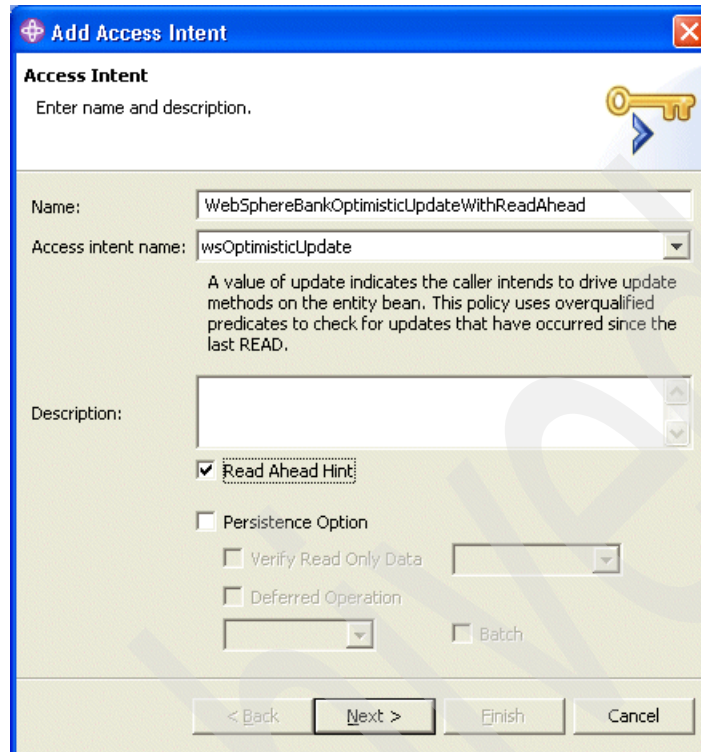 Add Access Intent
Access Intent
Enter name and description.
Name: WebSphereBankOptimisticUpdateWithReadAhead
Access intent name: wsOptimisticUpdate
A value of update indicates the caller intends to drive update
methods on the entity bean. This policy uses overqualified
predicates to check for updates that have occurred since the
last READ.
Description:
Read Ahead Hint
Persistence Option
Verify Read Only Data
Deferred Operation
Batch
< Back Next > Finish Cancel